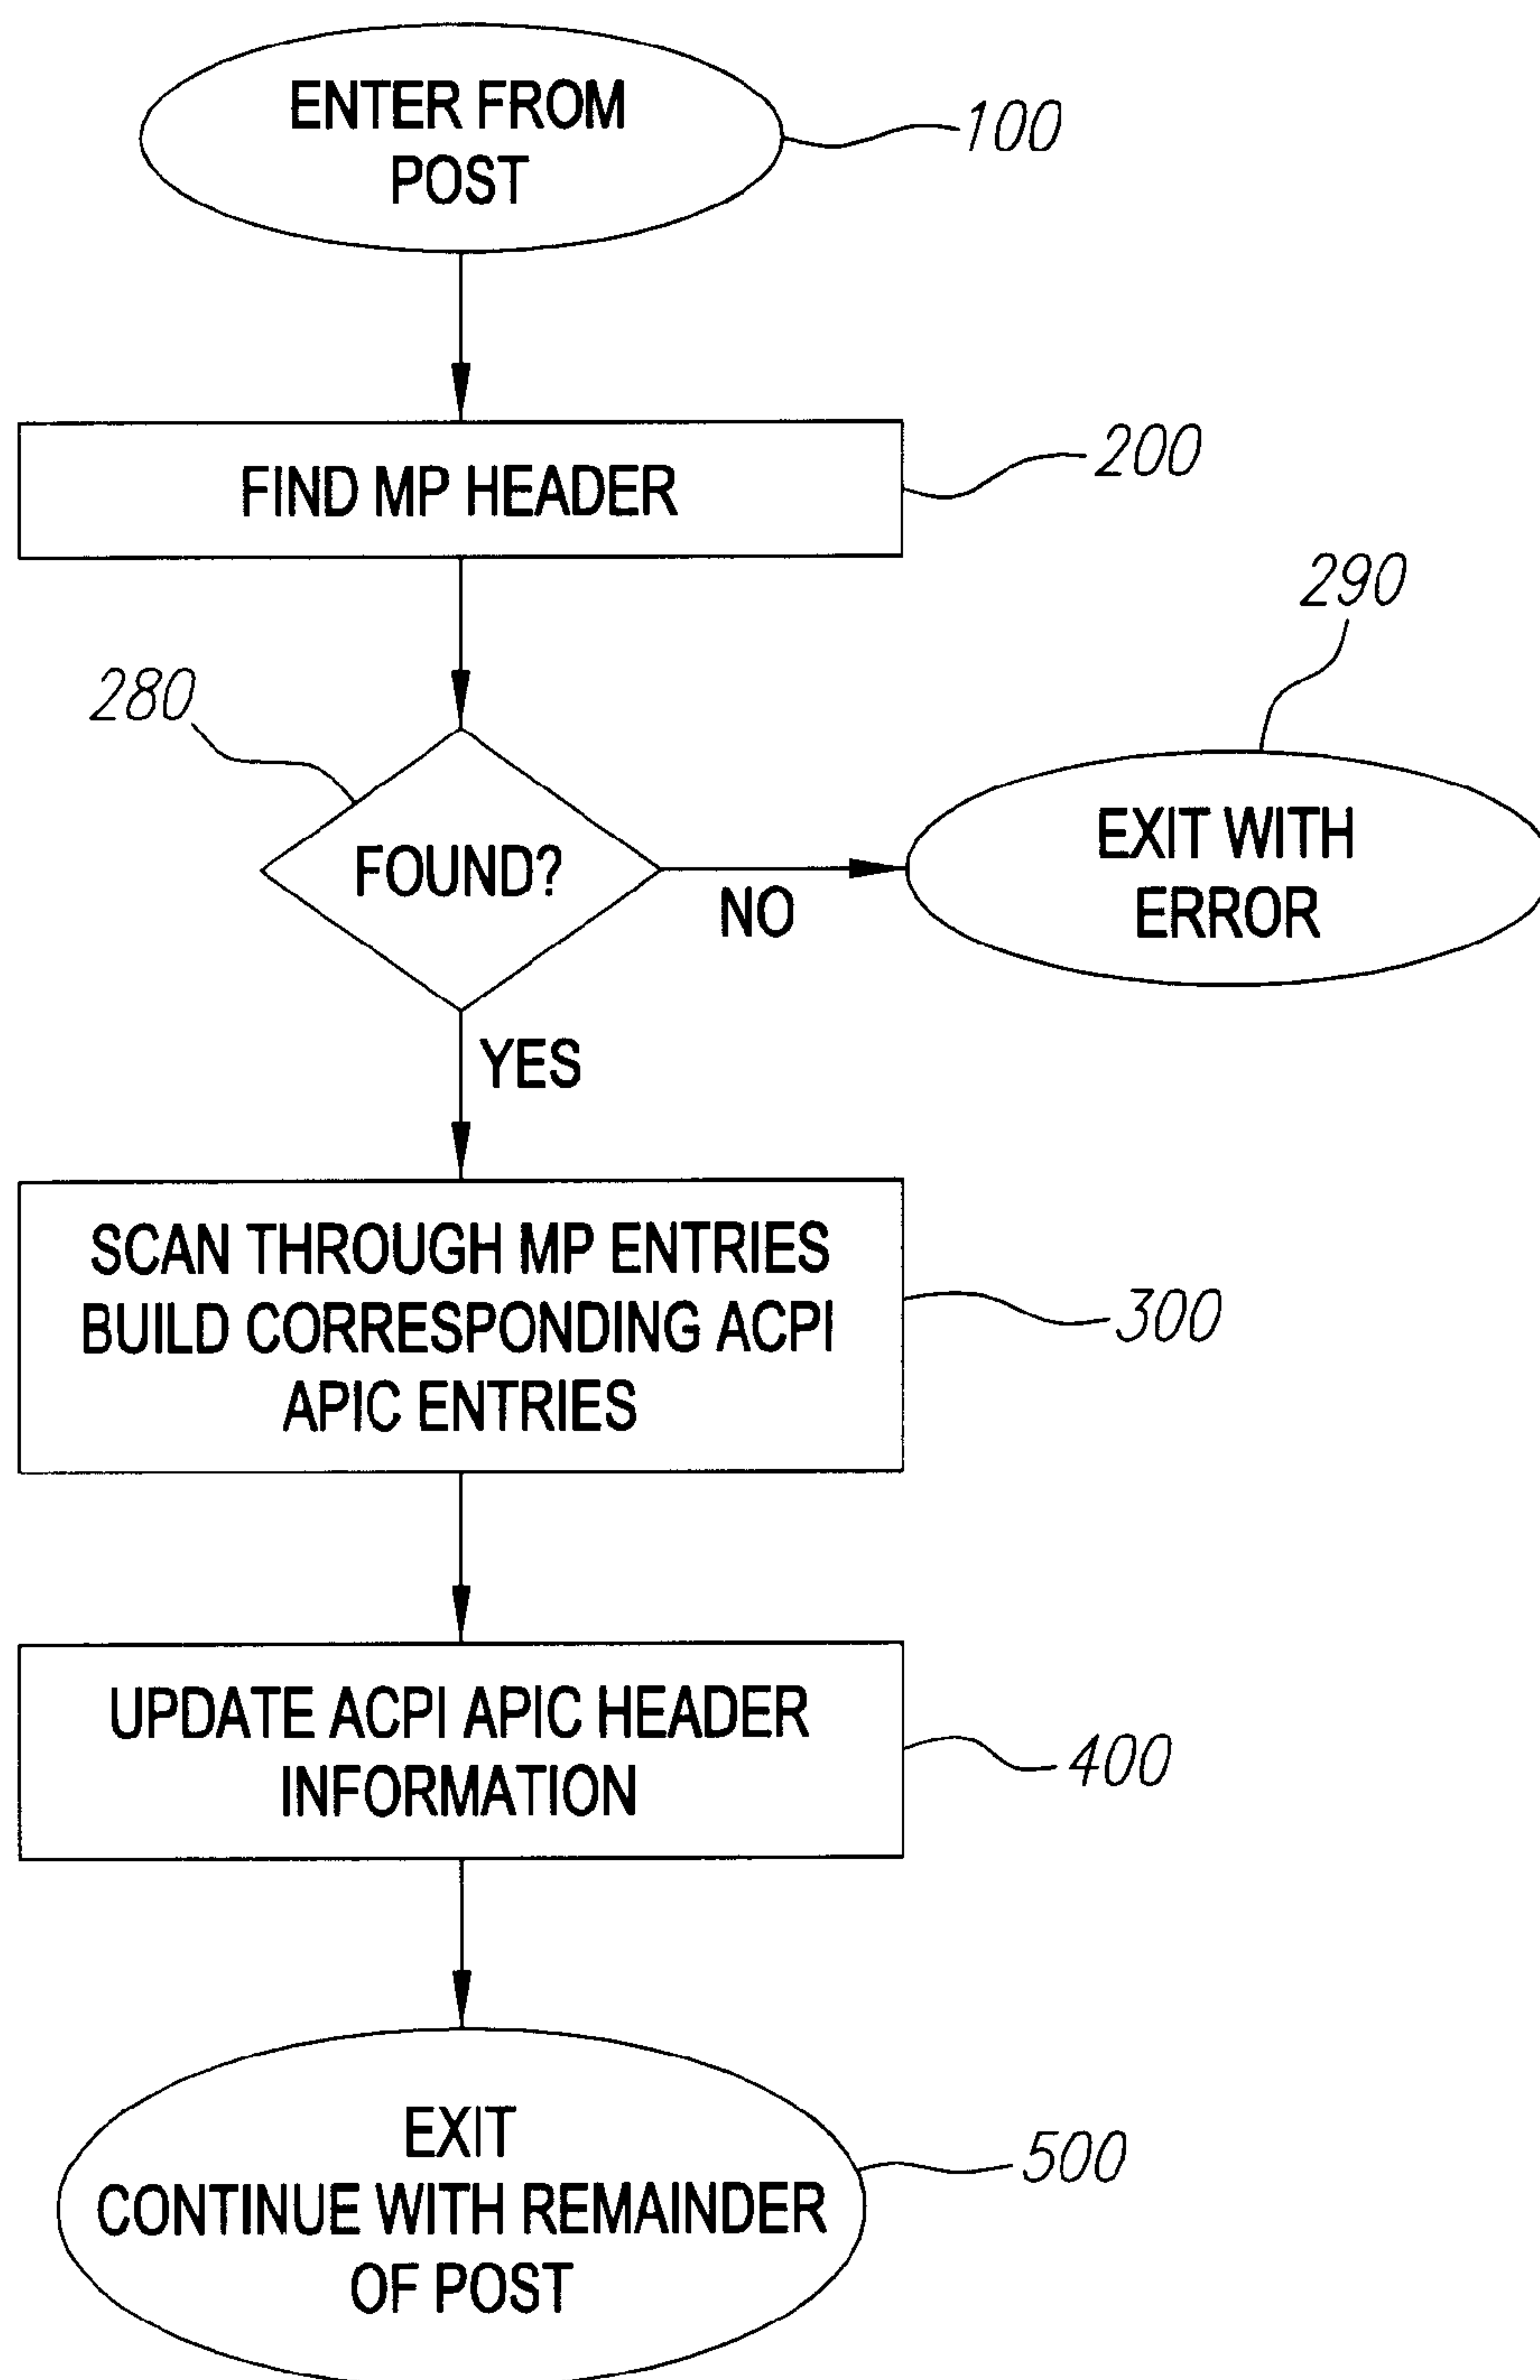 ENTER FROM
POST
100
FIND MP HEADER
200
290
280
FOUND?
NO
EXIT WITH
ERROR
YES
SCAN THROUGH MP ENTRIES
BUILD CORRESPONDING ACPI
APIC ENTRIES
300
UPDATE ACPI APIC HEADER
INFORMATION
400
EXIT
CONTINUE WITH REMAINDER
OF POST
500